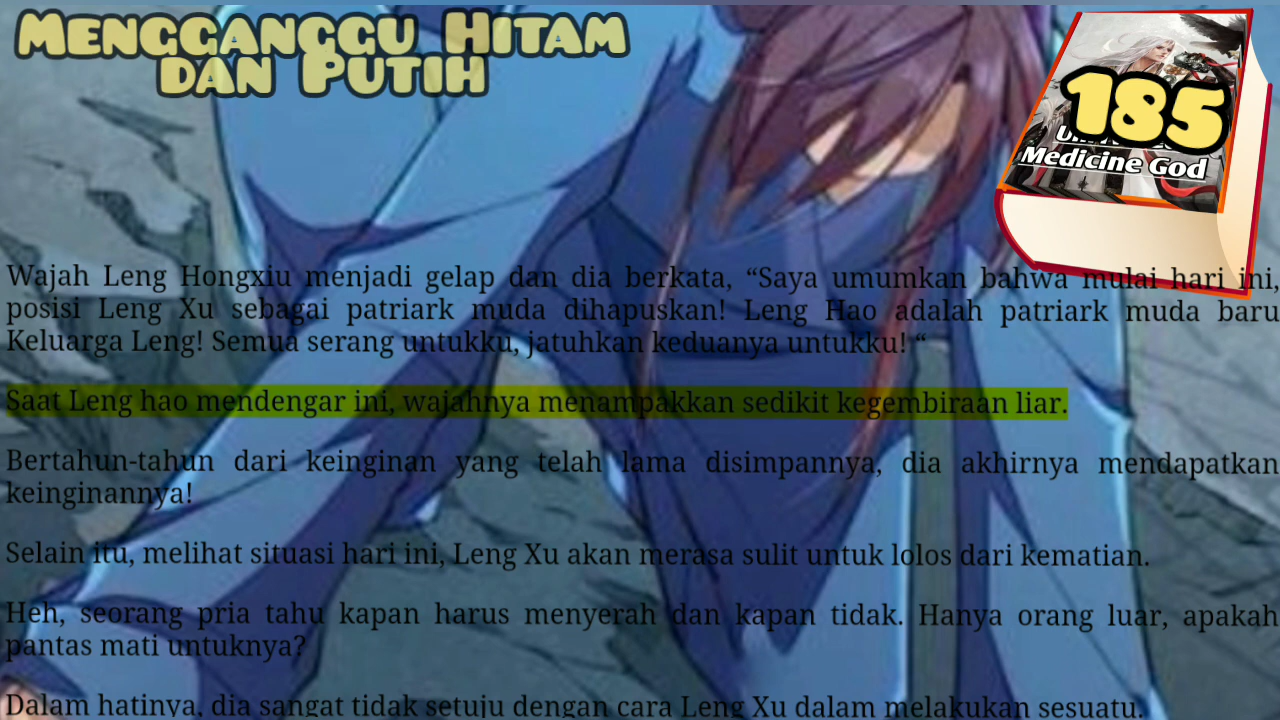 Mengganggu Hitam
dan Putih
185
Medicine God
Wajah Leng Hongxiu menjadi gelap dan dia berkata, “Saya umumkan bahwa mulai hari ini,
posisi Leng Xu sebagai patriark muda dihapuskan! Leng Hao adalah patriark muda baru
Keluarga Leng! Semua serang untukku, jatuhkan keduanya untukku! “
Saat Leng hao mendengar ini, wajahnya menampakkan sedikit kegembiraan liar.
Bertahun-tahun dari keinginan yang telah lama disimpannya, dia akhirnya mendapatkan
keinginannya!
Selain itu, melihat situasi hari ini, Leng Xu akan merasa sulit untuk lolos dari kematian.
Heh, seorang pria tahu kapan harus menyerah dan kapan tidak. Hanya orang luar, apakah
pantas mati untuknya?
Dalam hatinya, dia sangat tidak setuju dengan cara Leng Xu dalam melakukan sesuatu.